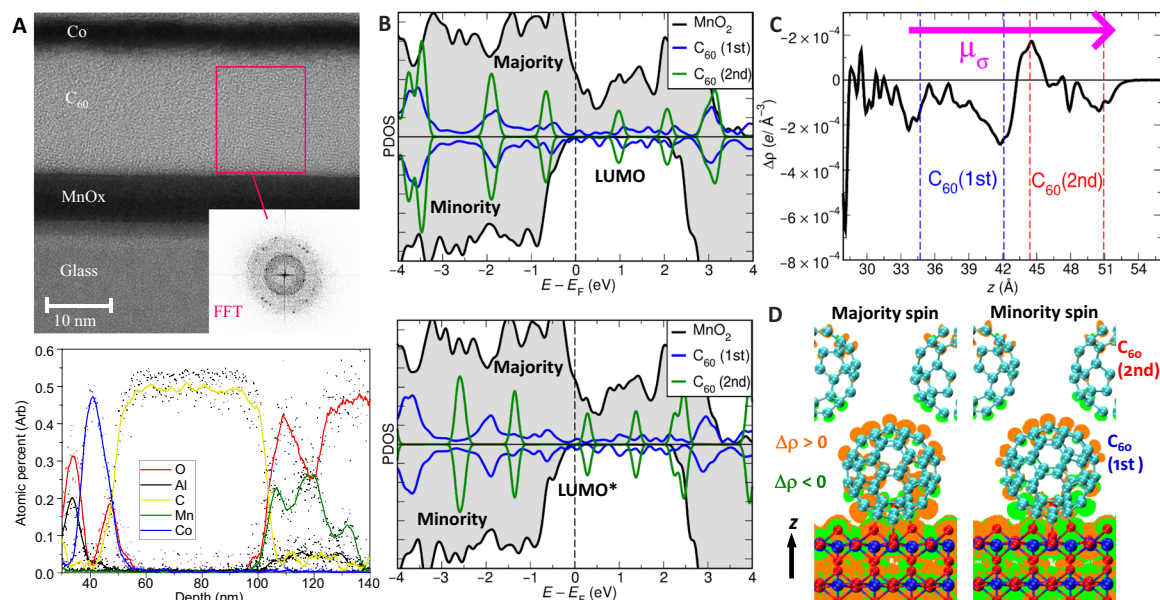 A
Co
C60
MnOx
Glass
10 nm
FFT
Atomic percent (Arb)
0.6
0.5
0.4
0.3
0.2
0.1
0.0
O
Al
C
Mn
Co
40 60 80 100 120 140
Depth (nm)
B
PDOS
Majority
Minority
LUMO
MnO2
C60 (1st)
C60 (2nd)
−4 −3 −2 −1 0 1 2 3 4
E − EF (eV)
PDOS
Majority
Minority
LUMO*
MnO2
C60 (1st)
C60 (2nd)
−4 −3 −2 −1 0 1 2 3 4
E − EF (eV)
C
μσ
Δρ (e/ Å−3)
−2 × 10−4
0
−2 × 10−4
−4 × 10−4
−6 × 10−4
−8 × 10−4
C60(1st)
C60(2nd)
30 33 36 39 42 45 48 51 54
z (Å)
D
Majority spin
Minority spin
C60
(2nd)
C60
(1st)
Δρ > 0
Δρ < 0
z